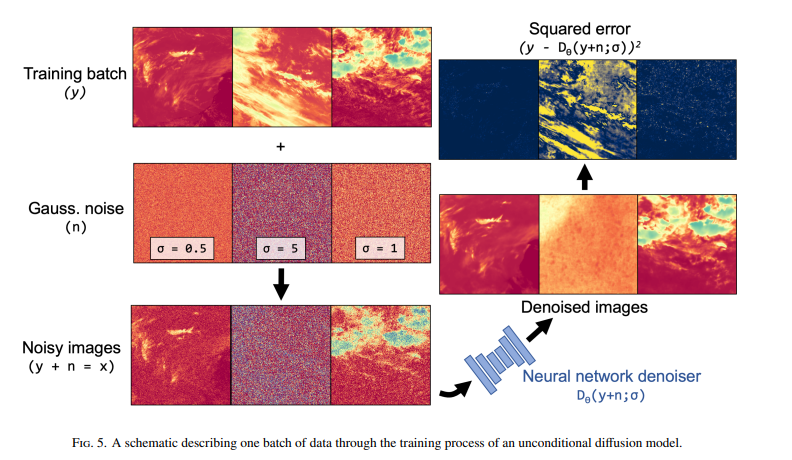 Training batch
(y)
+
Gauss. noise
(n)
σ = 0.5
σ = 5
σ = 1
Noisy images
(y + n = x)
Neural network denoiser
Dθ(y+n;σ)
Denoised images
Squared error
(y - Dθ(y+n;σ))²
FIG. 5. A schematic describing one batch of data through the training process of an unconditional diffusion model.